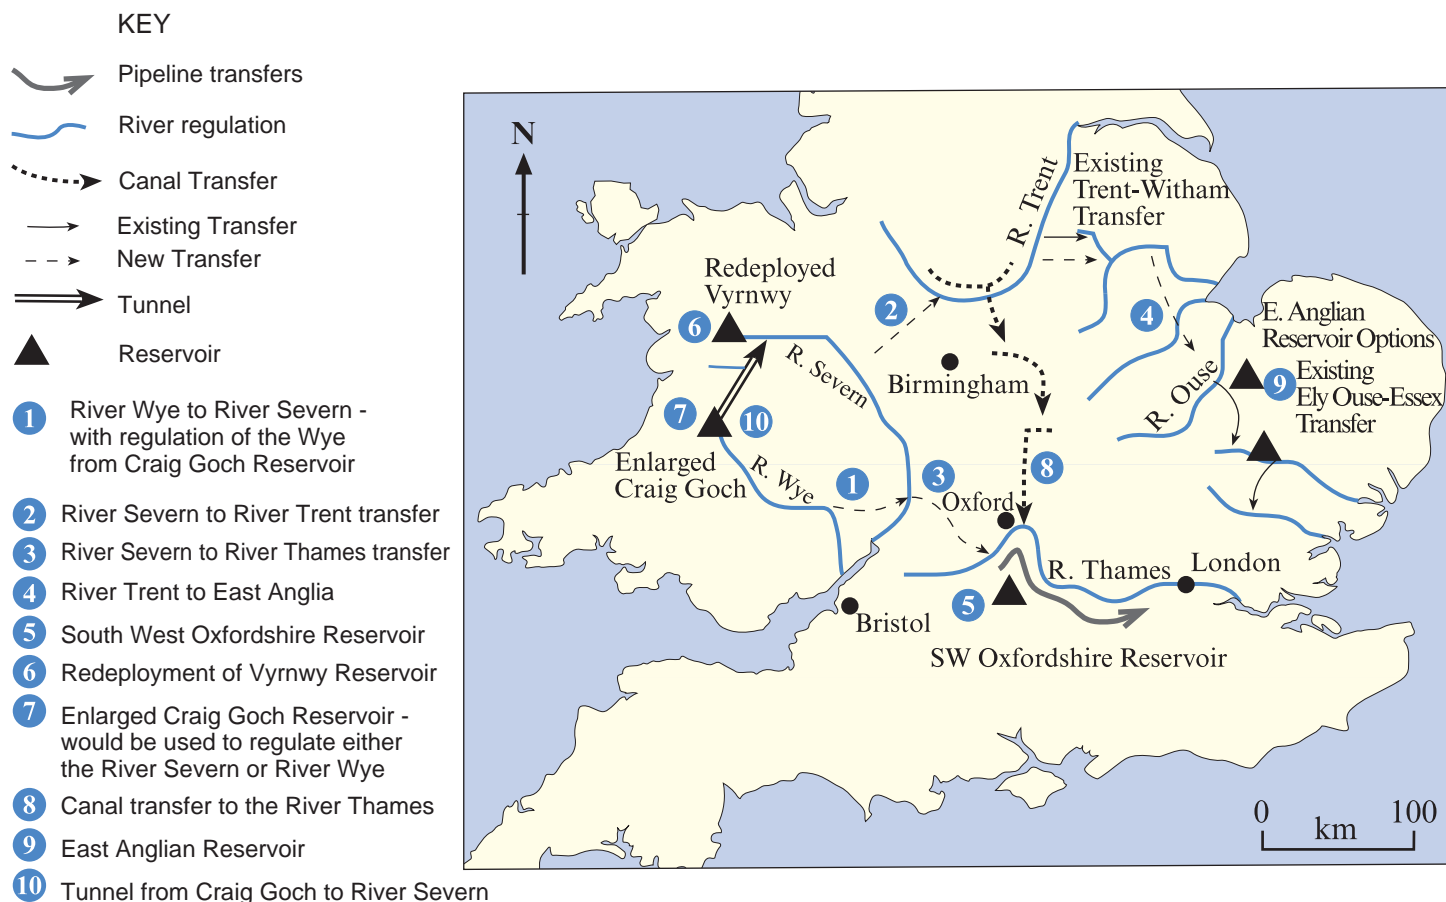 KEY
Pipeline transfers
River regulation
Canal Transfer
Existing Transfer
New Transfer
Tunnel
Reservoir
1 River Wye to River Severn -
with regulation of the Wye
from Craig Goch Reservoir
2 River Severn to River Trent transfer
3 River Severn to River Thames transfer
4 River Trent to East Anglia
5 South West Oxfordshire Reservoir
6 Redeployment of Vyrnwy Reservoir
7 Enlarged Craig Goch Reservoir -
would be used to regulate either
the River Severn or River Wye
8 Canal transfer to the River Thames
9 East Anglian Reservoir
10 Tunnel from Craig Goch to River Severn
N
R. Trent
Existing
Trent-Witham
Transfer
Redeployed
Vyrnwy
6
2
4
R. Severn
Birmingham
E. Anglian
Reservoir Options
9
Existing
Ely Ouse-Essex
Transfer
R. Ouse
7
10
Enlarged
Craig Goch
R. Wye
1
3
8
Oxford
R. Thames
London
5
Bristol
SW Oxfordshire Reservoir
0
100
km